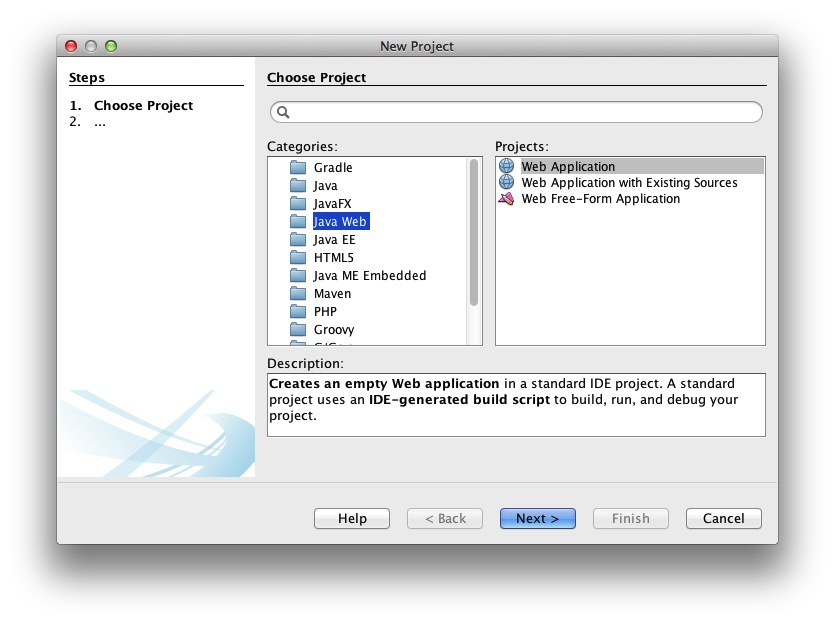 New Project
Steps
1. Choose Project
2. ...
Choose Project
Categories:
Gradle
Java
JavaFX
Java Web
Java EE
HTML5
Java ME Embedded
Maven
PHP
Groovy
Projects:
Web Application
Web Application with Existing Sources
Web Free-Form Application
Description:
Creates an empty Web application in a standard IDE project. A standard
project uses an IDE-generated build script to build, run, and debug your
project.
Help
< Back
Next >
Finish
Cancel